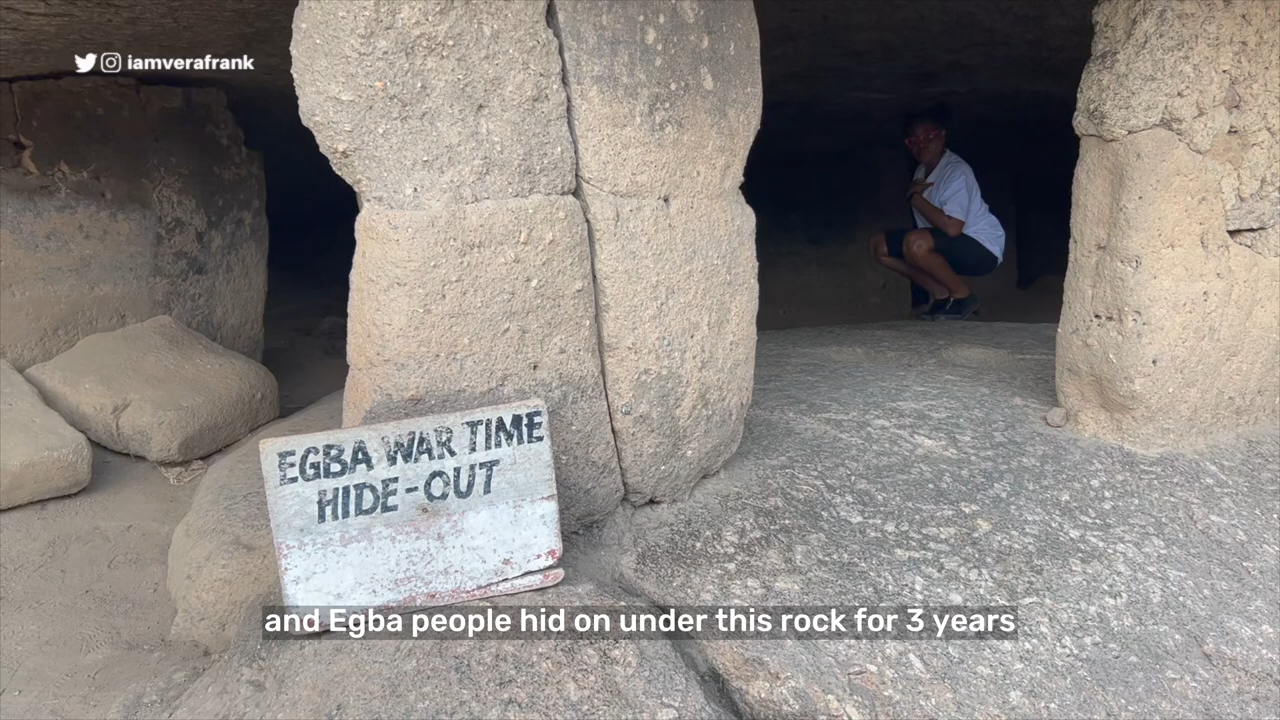 iamverafrank
EGBA WAR TIME
HIDE-OUT
and Egba people hid on under this rock for 3 years